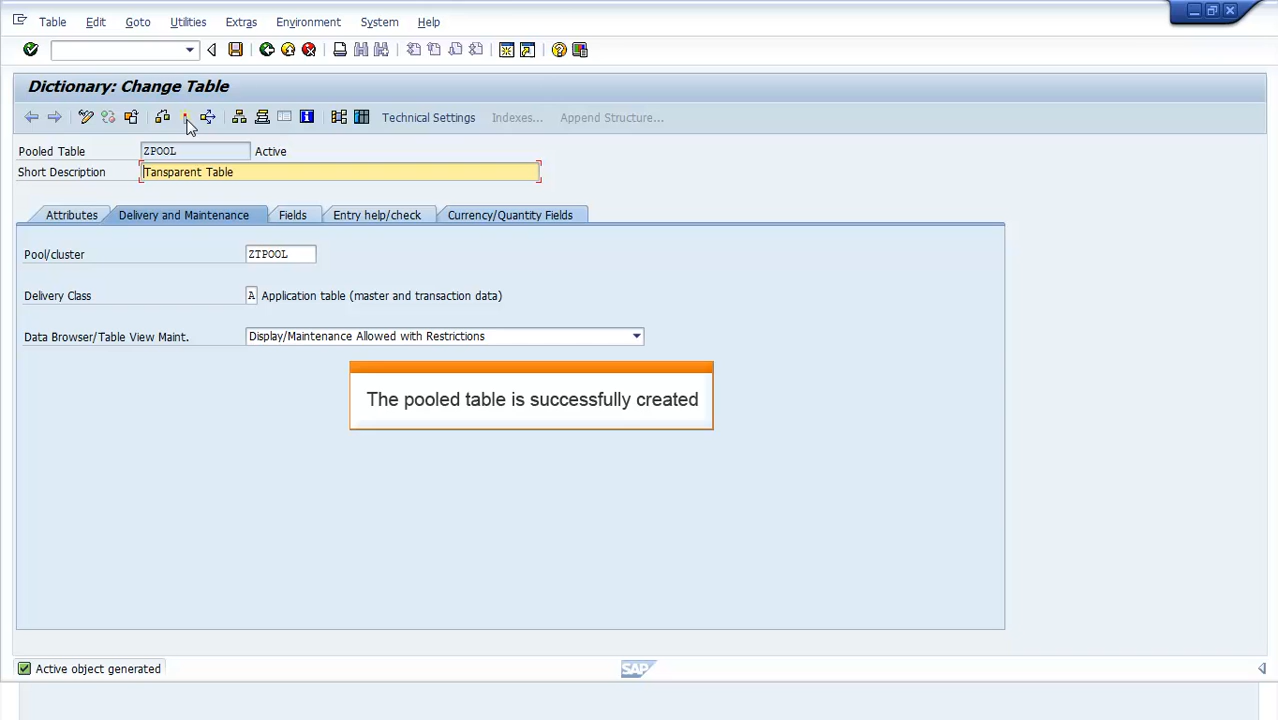 Table Edit Goto Utilities Extras Environment System Help
Dictionary: Change Table
Technical Settings Indexes... Append Structure...
Pooled Table ZPOOL Active
Short Description Tansparent Table
Attributes Delivery and Maintenance Fields Entry help/check Currency/Quantity Fields
Pool/cluster ZTPOOL
Delivery Class A Application table (master and transaction data)
Data Browser/Table View Maint. Display/Maintenance Allowed with Restrictions
The pooled table is successfully created
Active object generated
SAP